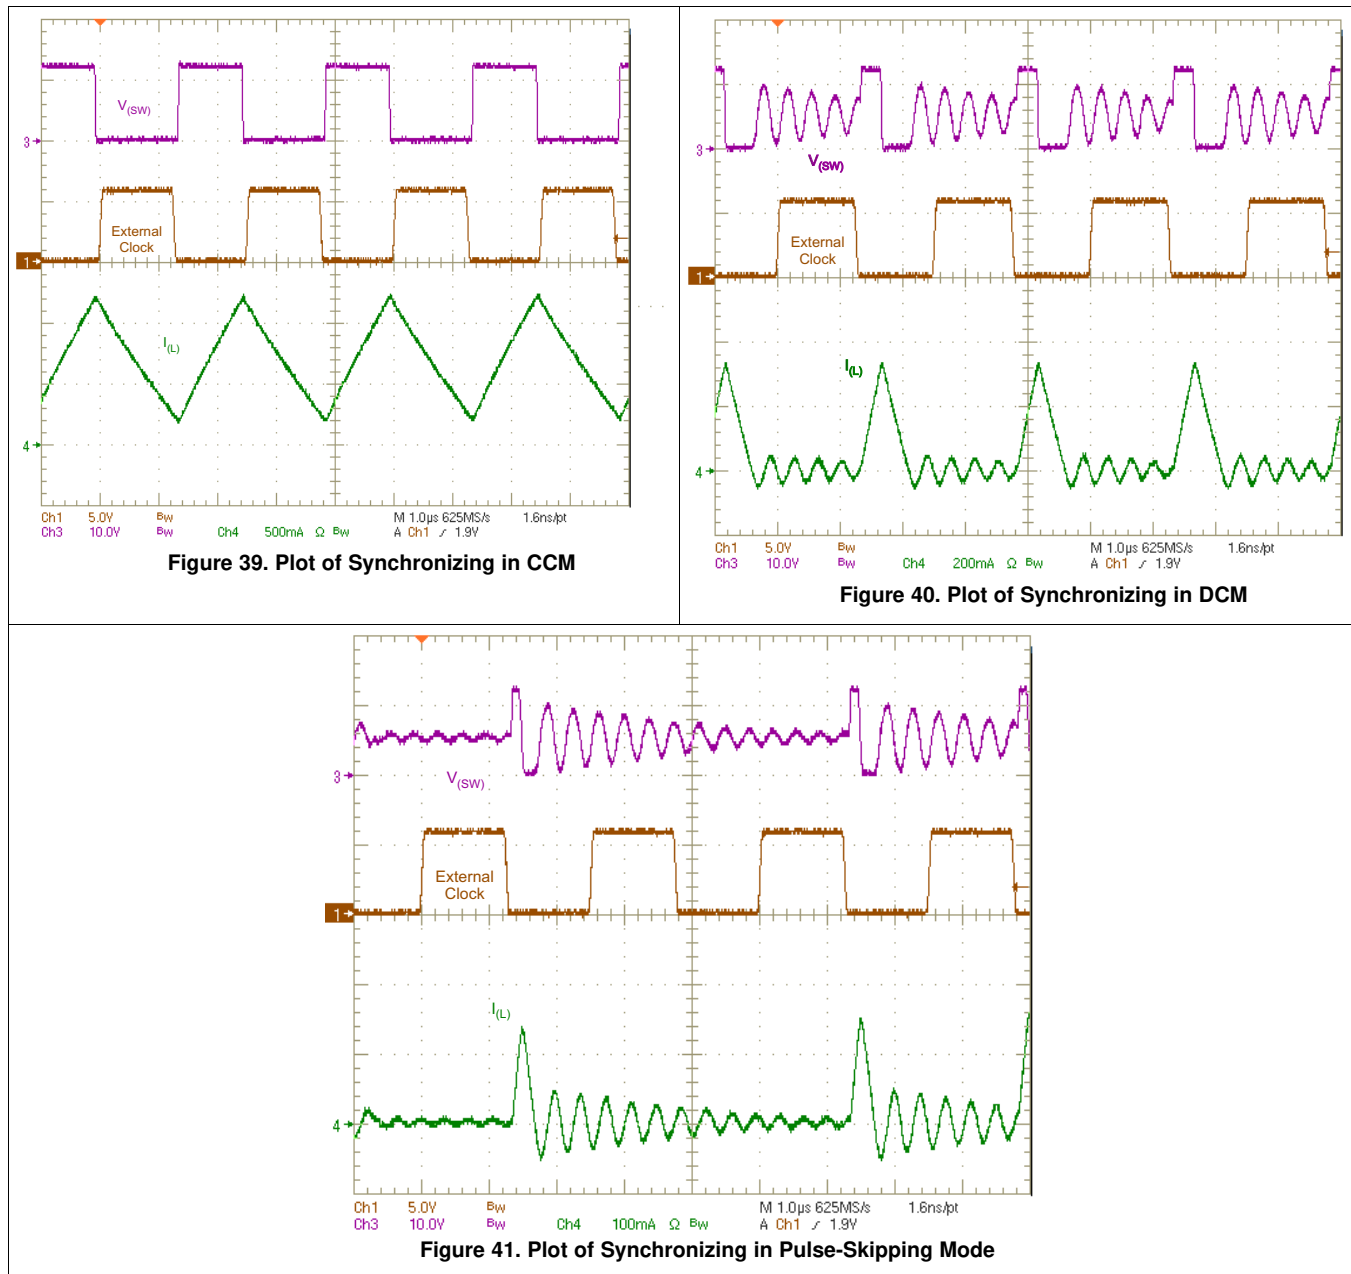 3
V(SW)
External
Clock
1
I(L)
4
Ch1 5.0V BW M 1.0µs 625MS/s 1.6ns/pt
Ch3 10.0V BW Ch4 500mA Ω BW A Ch1 ∕ 1.9V
Figure 39. Plot of Synchronizing in CCM
3
V(SW)
External
Clock
1
I(L)
4
Ch1 5.0V BW M 1.0µs 625MS/s 1.6ns/pt
Ch3 10.0V BW Ch4 200mA Ω BW A Ch1 ∕ 1.9V
Figure 40. Plot of Synchronizing in DCM
3
V(SW)
External
Clock
1
I(L)
4
Ch1 5.0V BW M 1.0µs 625MS/s 1.6ns/pt
Ch3 10.0V BW Ch4 100mA Ω BW A Ch1 ∕ 1.9V
Figure 41. Plot of Synchronizing in Pulse-Skipping Mode